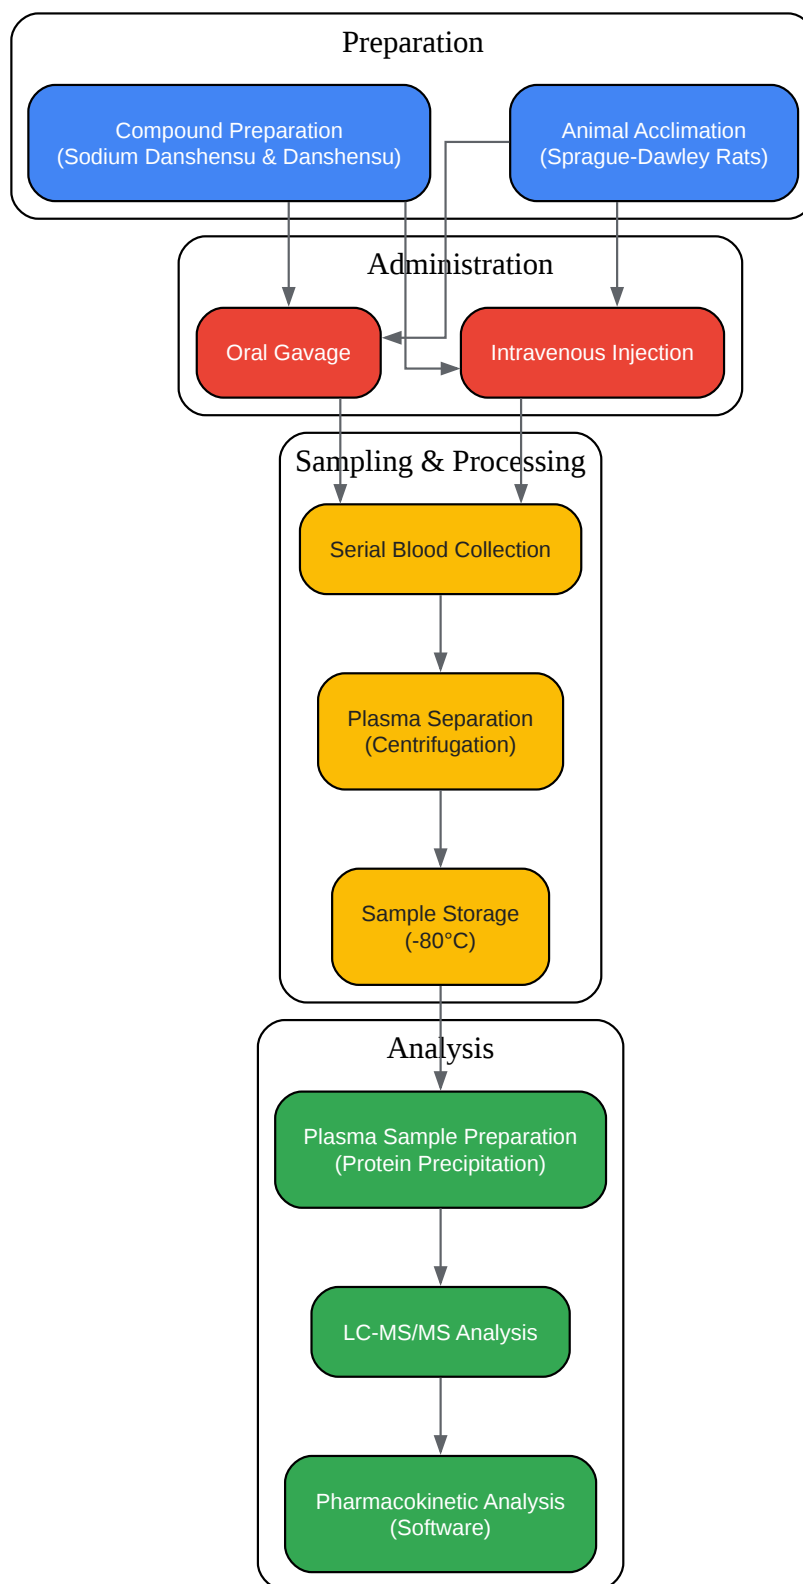 Preparation
Compound Preparation
(Sodium Danshensu & Danshensu)
Animal Acclimation
(Sprague-Dawley Rats)
Administration
Oral Gavage
Intravenous Injection
Sampling & Processing
Serial Blood Collection
Plasma Separation
(Centrifugation)
Sample Storage
(-80°C)
Analysis
Plasma Sample Preparation
(Protein Precipitation)
LC-MS/MS Analysis
Pharmacokinetic Analysis
(Software)